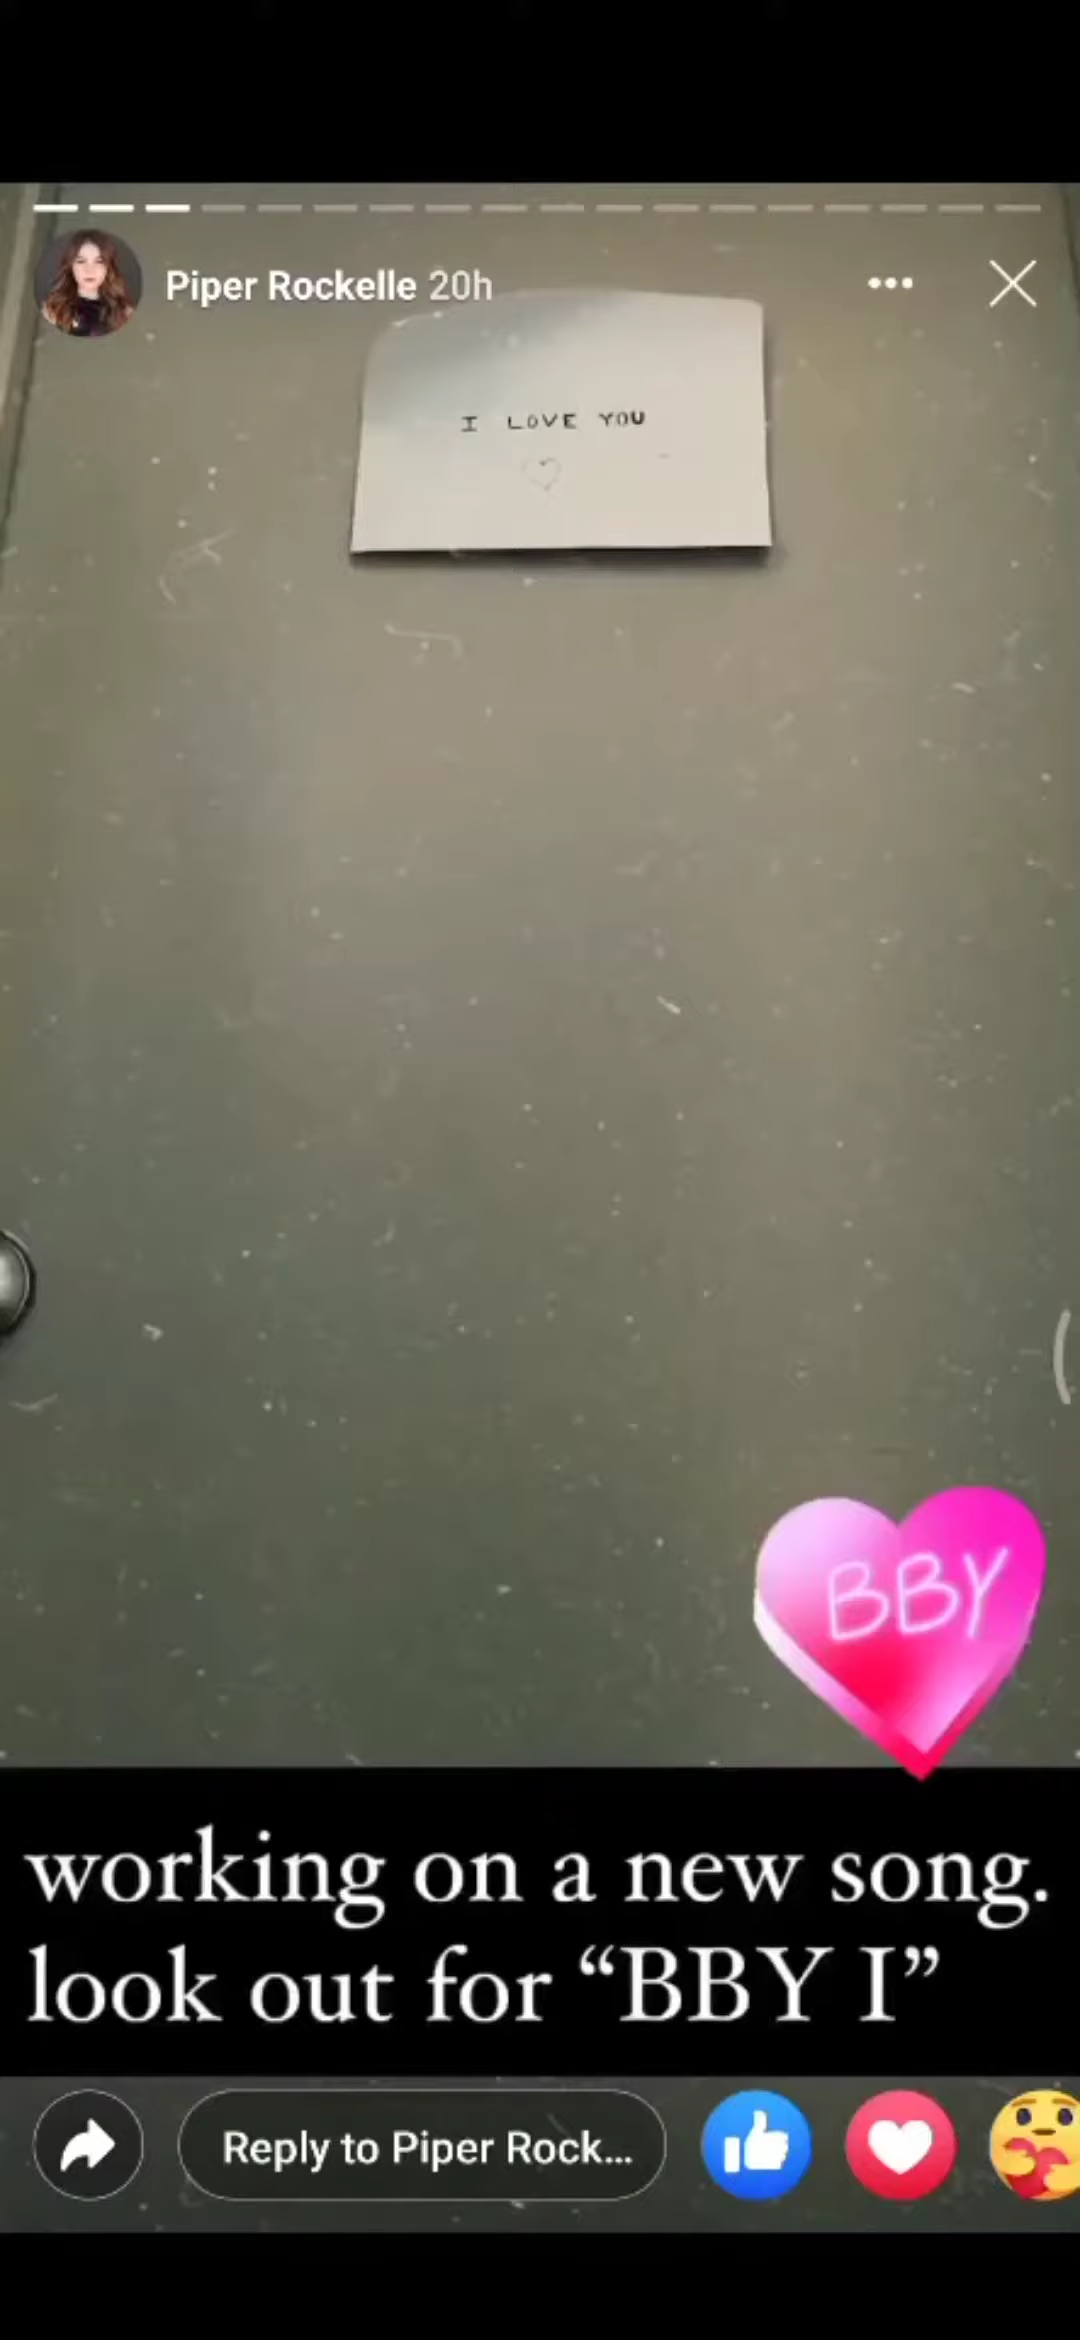 Piper Rockelle 20h
I LOVE YOU
BBY
working on a new song.
look out for “BBY I”
Reply to Piper Rock...